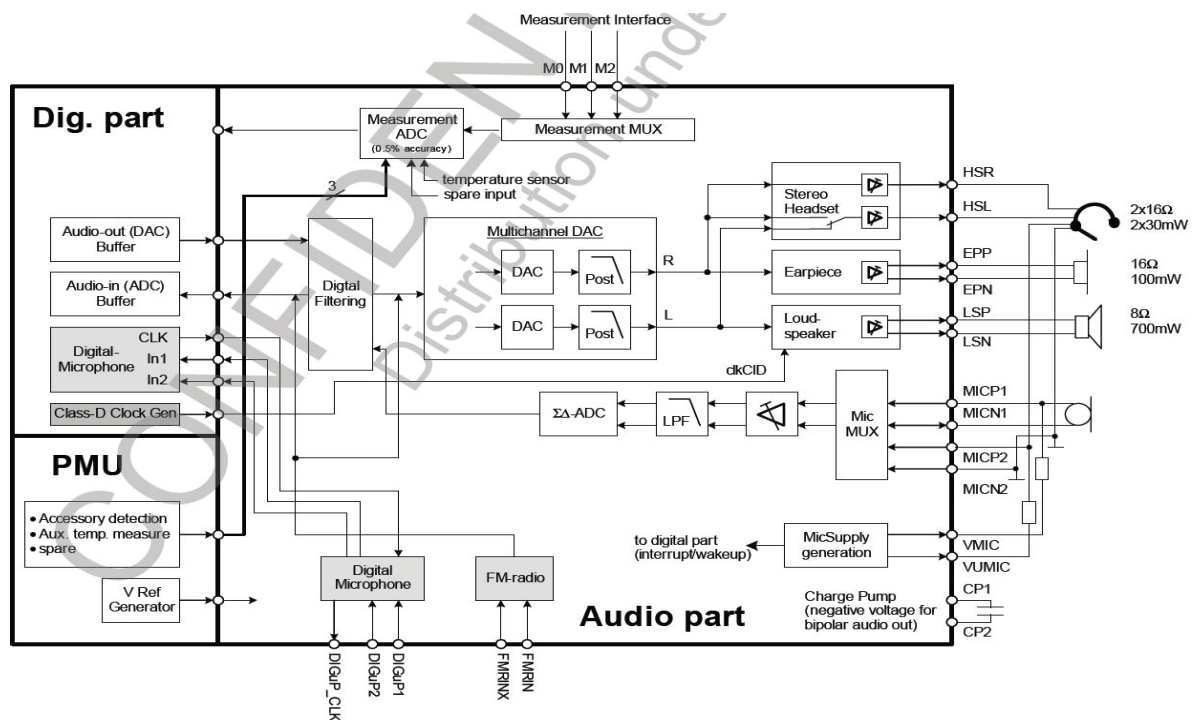 Measurement Interface
M0 M1 M2
Dig. part
Measurement
ADC
(0.5% accuracy)
Measurement MUX
3
temperature sensor
spare input
Audio-out (DAC)
Buffer
Audio-in (ADC)
Buffer
Digital-
Microphone
CLK
In1
In2
Class-D Clock Gen
Digtal
Filtering
Multichannel DAC
DAC
Post
R
DAC
Post
L
Stereo
Headset
Earpiece
Loud-
speaker
clkCID
HSR
HSL
2x16Ω
2x30mW
EPP
EPN
16Ω
100mW
LSP
LSN
8Ω
700mW
ΣΔ-ADC
LPF
Mic
MUX
MICP1
MICN1
MICP2
MICN2
PMU
• Accessory detection
• Aux. temp. measure
• spare
V Ref
Generator
Digital
Microphone
FM-radio
to digital part
(interrupt/wakeup)
MicSupply
generation
VMIC
VUMIC
Charge Pump
(negative voltage for
bipolar audio out)
CP1
CP2
Audio part
DIGuP_CLK
DIGuP2
DIGuP1
FMRINX
FMRIN
CONFIDENT
Distribution unde